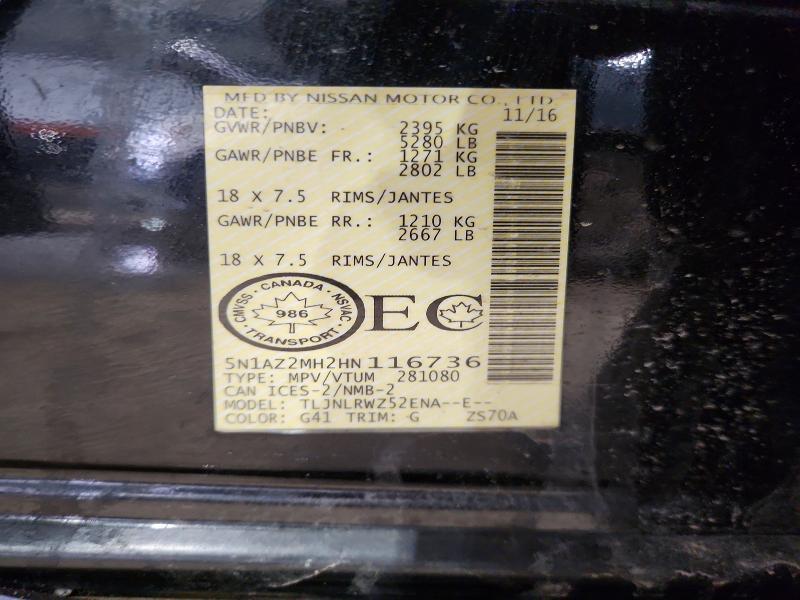 MFD BY NISSAN MOTOR CO., LTD
DATE: 11/16
GVWR/PNBV: 2395 KG
5280 LB
GAWR/PNBE FR.: 1271 KG
2802 LB
18 X 7.5 RIMS/JANTES
GAWR/PNBE RR.: 1210 KG
2667 LB
18 X 7.5 RIMS/JANTES
CMVSS · CANADA · NSVAC
986
· TRANSPORT ·
EC
5N1AZ2MH2HN116736
TYPE: MPV/VTUM 281080
CAN ICES-2/NMB-2
MODEL: TLJNLRWZ52ENA--E--
COLOR: G41 TRIM: G ZS70A